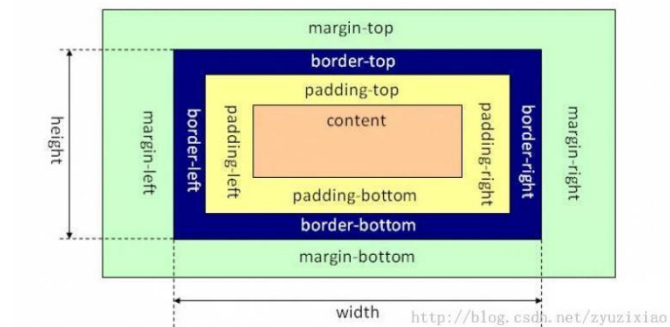 margin-top
border-top
padding-top
content
height
margin-left
border-left
padding-left
padding-right
border-right
margin-right
padding-bottom
border-bottom
margin-bottom
width
http://blog.csdn.net/zyuzixiao